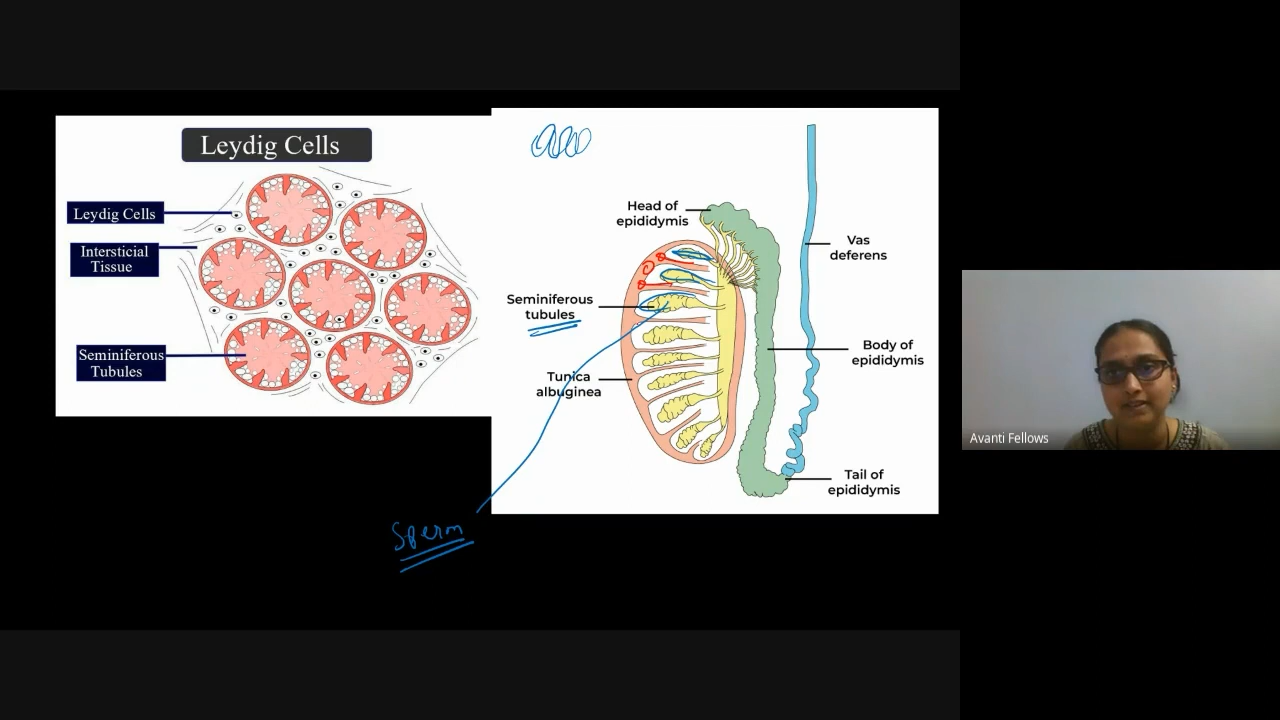 Leydig Cells
Leydig Cells
Intersticial
Tissue
Seminiferous
Tubules
Head of
epididymis
Vas
deferens
Seminiferous
tubules
Body of
epididymis
Tunica
albuginea
Tail of
epididymis
Sperm
Avanti Fellows